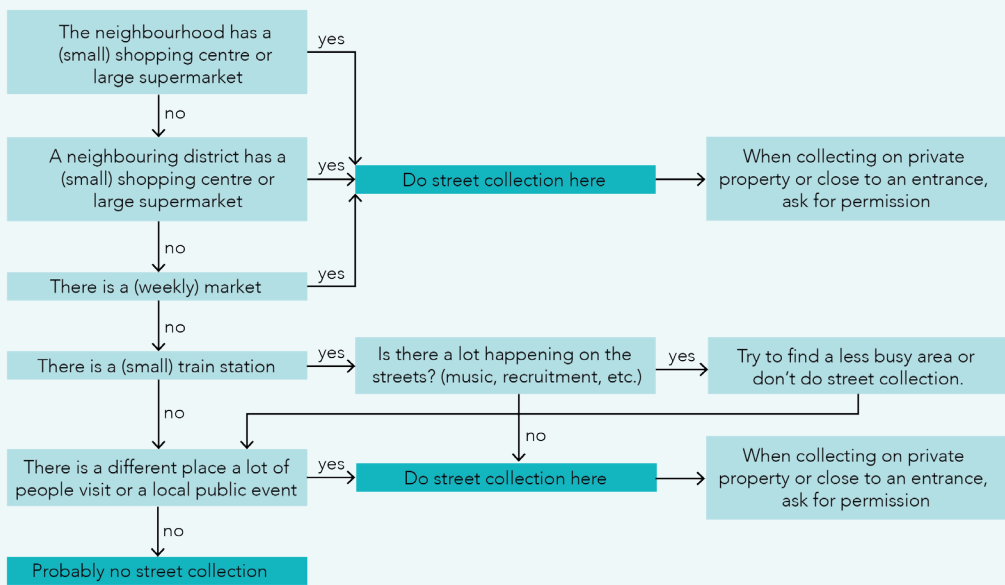 The neighbourhood has a
(small) shopping centre or
large supermarket
yes
no
A neighbouring district has a
(small) shopping centre or
large supermarket
yes
Do street collection here
When collecting on private
property or close to an entrance,
ask for permission
no
There is a (weekly) market
yes
no
There is a (small) train station
yes
Is there a lot happening on the
streets? (music, recruitment, etc.)
yes
Try to find a less busy area or
don’t do street collection.
no
no
There is a different place a lot of
people visit or a local public event
yes
Do street collection here
When collecting on private
property or close to an entrance,
ask for permission
no
Probably no street collection